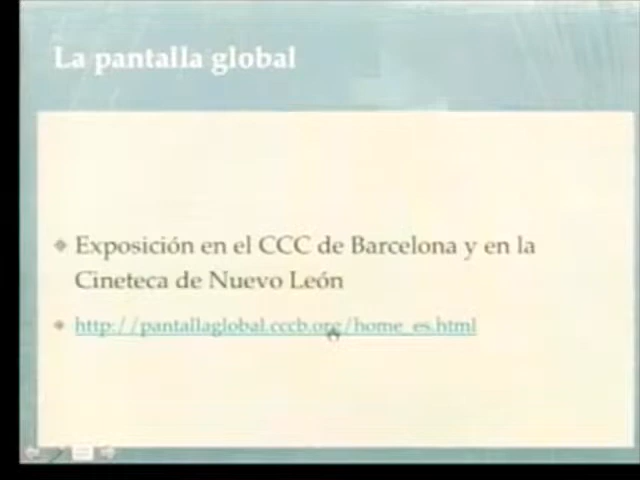 La pantalla global
Exposición en el CCC de Barcelona y en la
Cineteca de Nuevo León
http://pantallaglobal.cccb.org/home_es.html